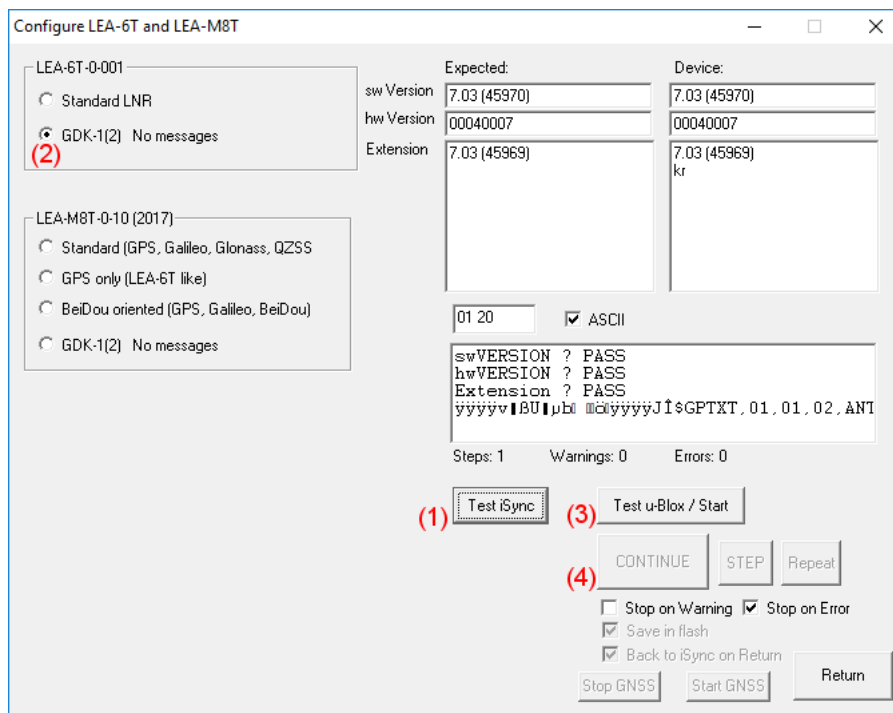 Configure LEA-6T and LEA-M8T
LEA-6T-0-001
Standard LNR
GDK-1(2) No messages
(2)
LEA-M8T-0-10 (2017)
Standard (GPS, Galileo, Glonass, QZSS
GPS only (LEA-6T like)
BeiDou oriented (GPS, Galileo, BeiDou)
GDK-1(2) No messages
Expected: Device:
sw Version 7.03 (45970) 7.03 (45970)
hw Version 00040007 00040007
Extension 7.03 (45969) 7.03 (45969)
kr
01 20 ASCII
swVERSION ? PASS
hwVERSION ? PASS
Extension ? PASS
$GPTXT,01,01,02,ANT
Steps: 1 Warnings: 0 Errors: 0
(1) Test iSync (3) Test u-Blox / Start
(4) CONTINUE STEP Repeat
Stop on Warning Stop on Error
Save in flash
Back to iSync on Return
Stop GNSS Start GNSS Return